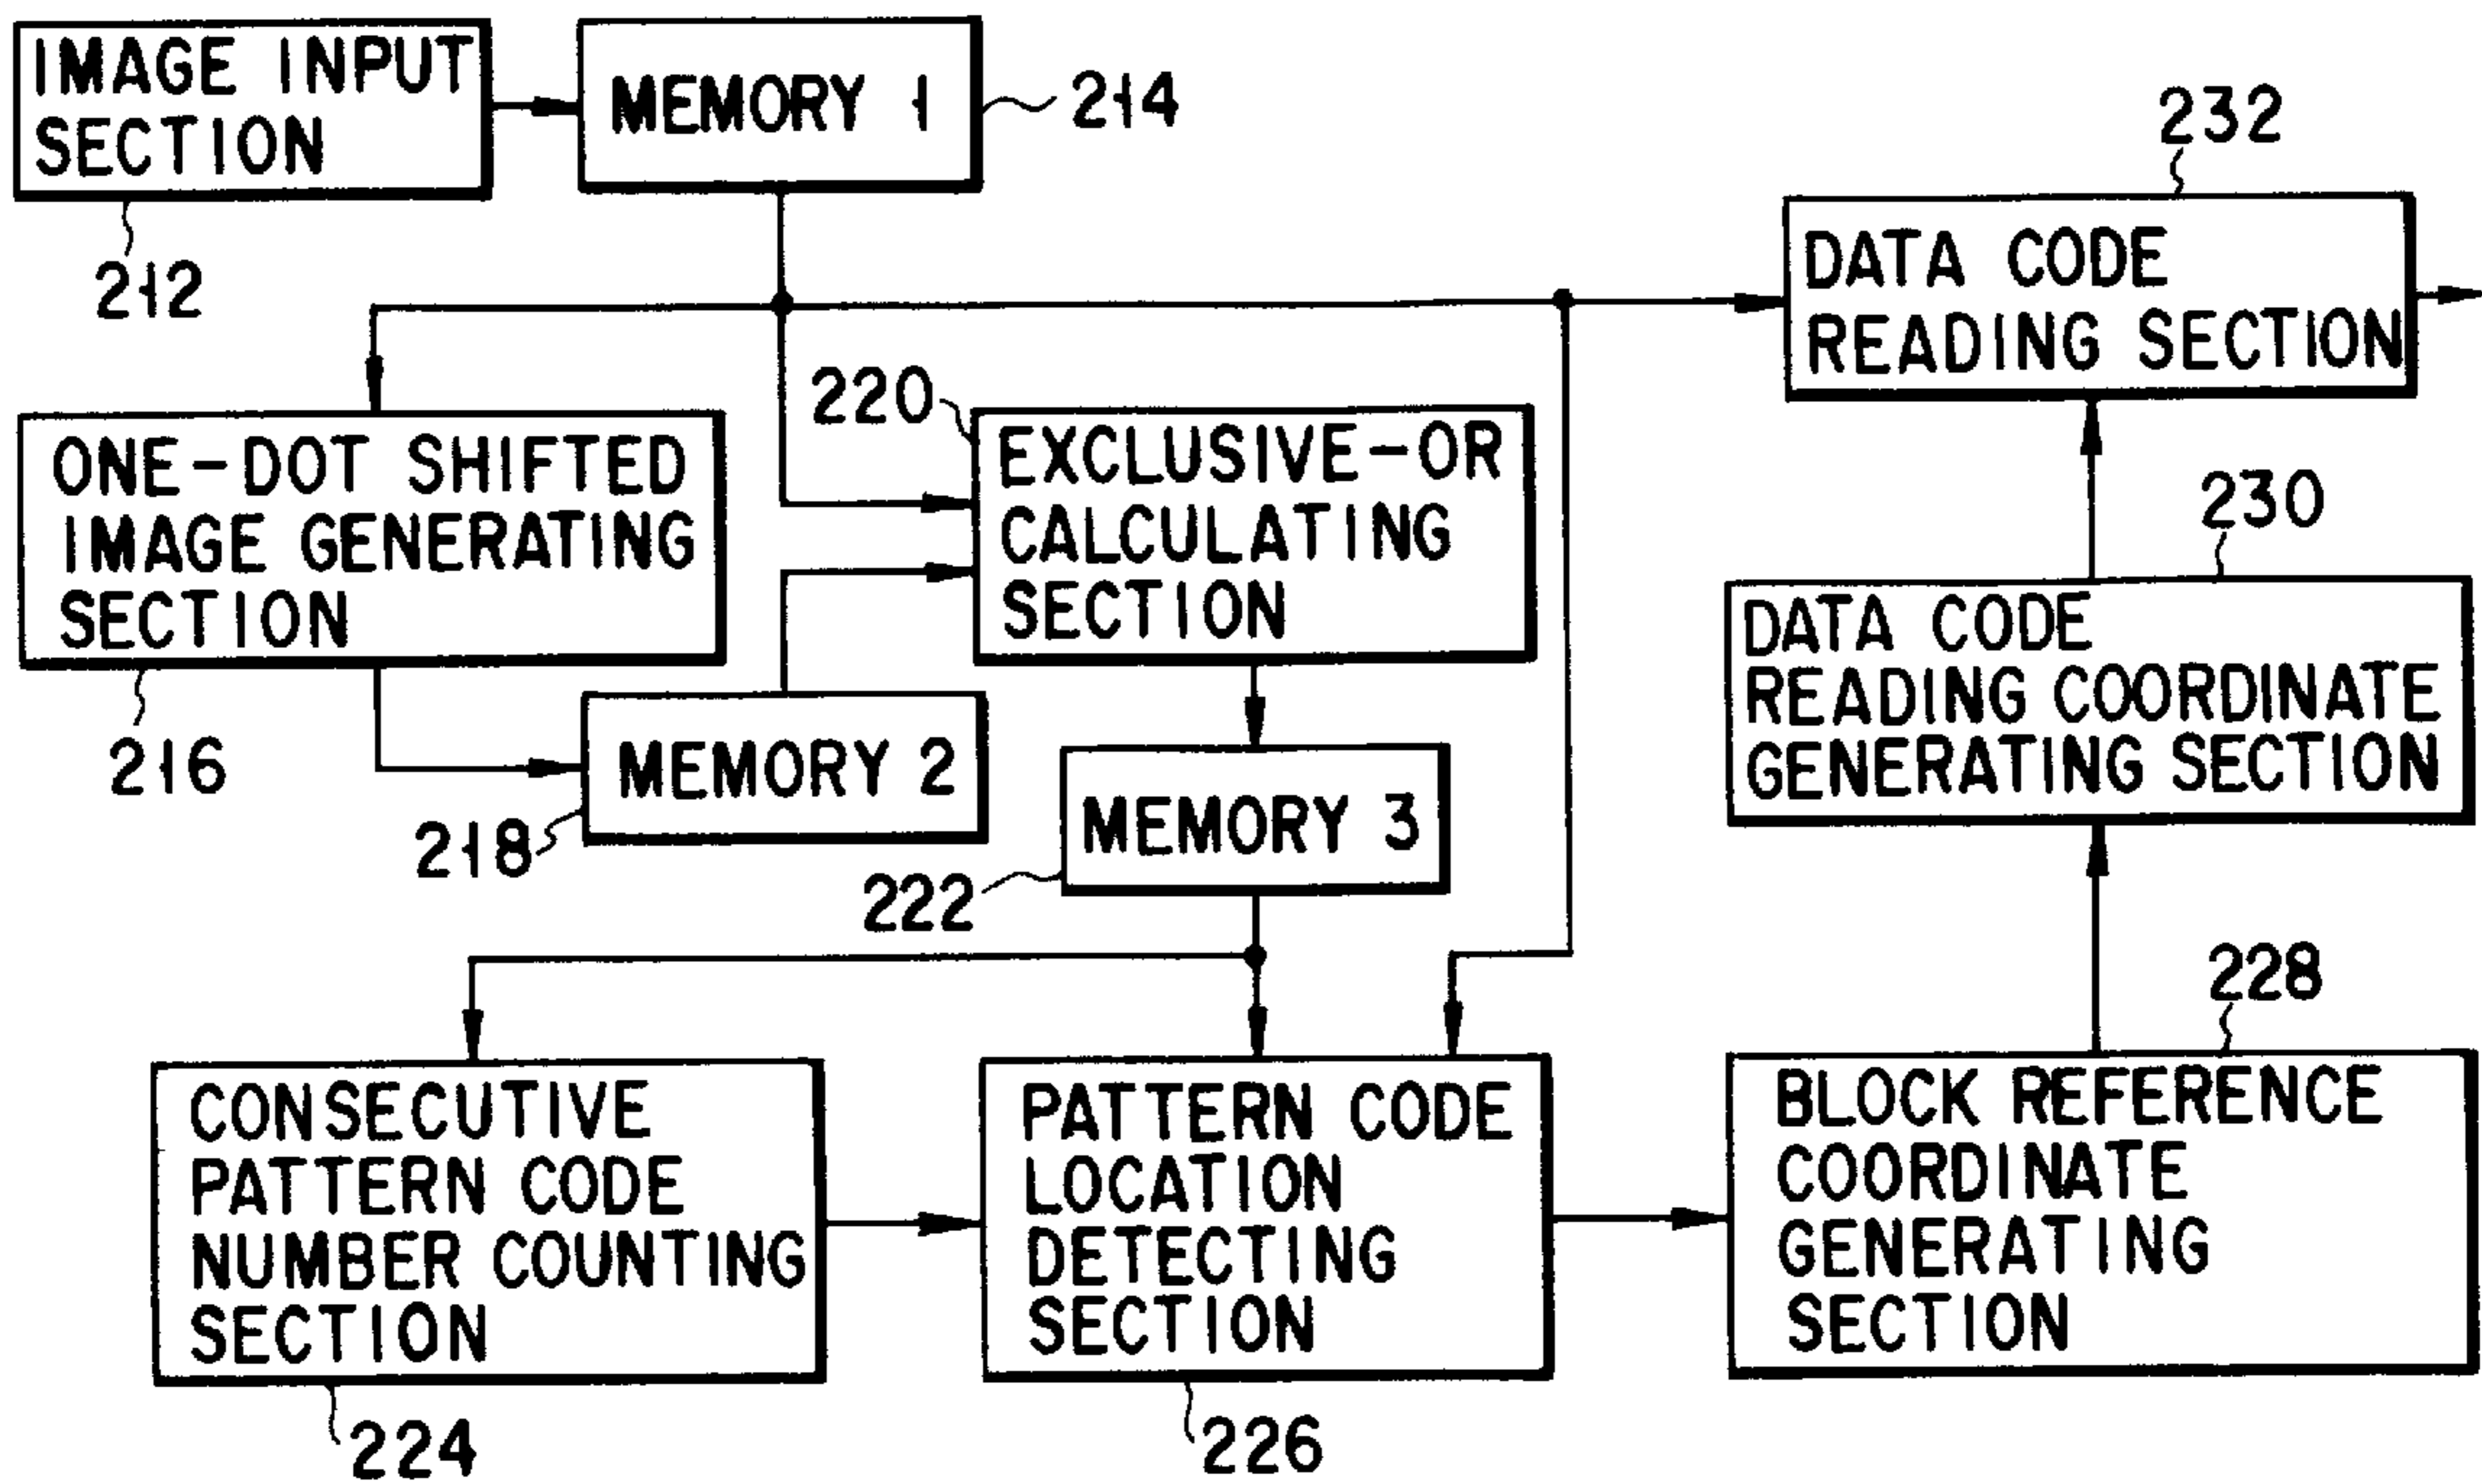 IMAGE INPUT
SECTION
212
MEMORY 1
214
232
DATA CODE
READING SECTION
ONE-DOT SHIFTED
IMAGE GENERATING
SECTION
216
220
EXCLUSIVE-OR
CALCULATING
SECTION
230
DATA CODE
READING COORDINATE
GENERATING SECTION
MEMORY 2
218
MEMORY 3
222
CONSECUTIVE
PATTERN CODE
NUMBER COUNTING
SECTION
224
PATTERN CODE
LOCATION
DETECTING
SECTION
226
228
BLOCK REFERENCE
COORDINATE
GENERATING
SECTION